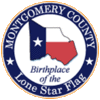 MONTGOMERY COUNTY
Birthplace of the
Lone Star Flag